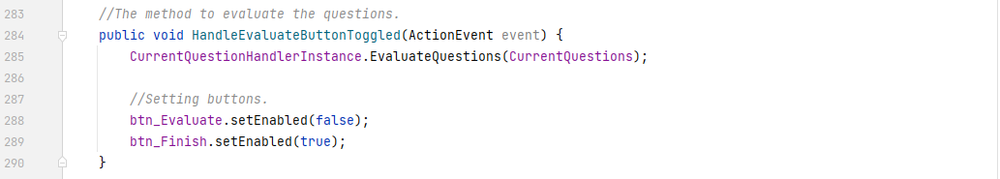 283 //The method to evaluate the questions.
284 public void HandleEvaluateButtonToggled(ActionEvent event) {
285 CurrentQuestionHandlerInstance.EvaluateQuestions(CurrentQuestions);
286
287 //Setting buttons.
288 btn_Evaluate.setEnabled(false);
289 btn_Finish.setEnabled(true);
290 }